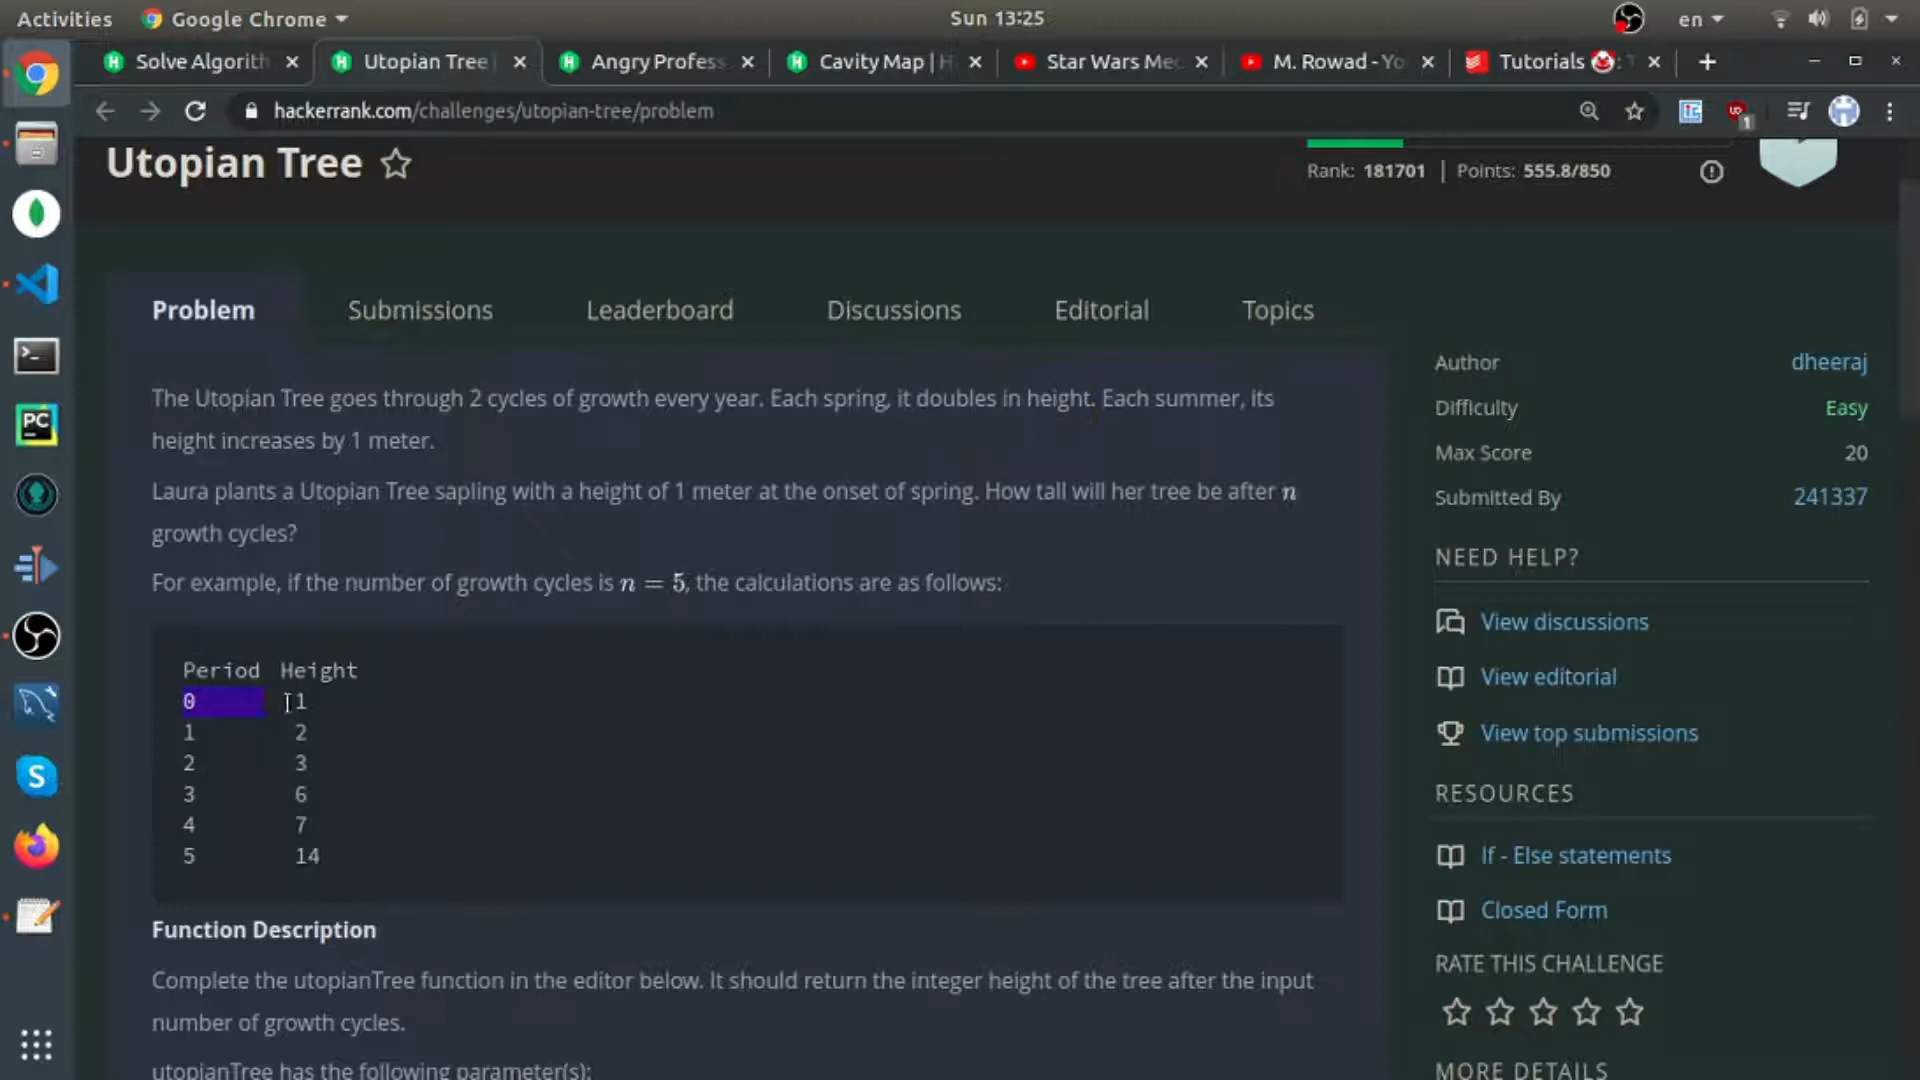 Activities
Google Chrome
Sun 13:25
en
Solve Algorith
Utopian Tree
Angry Profess
Cavity Map | H
Star Wars Med
M. Rowad - Yo
Tutorials
hackerrank.com/challenges/utopian-tree/problem
1
Utopian Tree
Rank: 181701 | Points: 555.8/850
Problem
Submissions
Leaderboard
Discussions
Editorial
Topics
The Utopian Tree goes through 2 cycles of growth every year. Each spring, it doubles in height. Each summer, its
height increases by 1 meter.
Laura plants a Utopian Tree sapling with a height of 1 meter at the onset of spring. How tall will her tree be after n
growth cycles?
For example, if the number of growth cycles is n = 5, the calculations are as follows:
Period Height
0 1
1 2
2 3
3 6
4 7
5 14
Function Description
Complete the utopianTree function in the editor below. It should return the integer height of the tree after the input
number of growth cycles.
utopianTree has the following parameter(s):
Author dheeraj
Difficulty Easy
Max Score 20
Submitted By 241337
NEED HELP?
View discussions
View editorial
View top submissions
RESOURCES
If - Else statements
Closed Form
RATE THIS CHALLENGE
MORE DETAILS